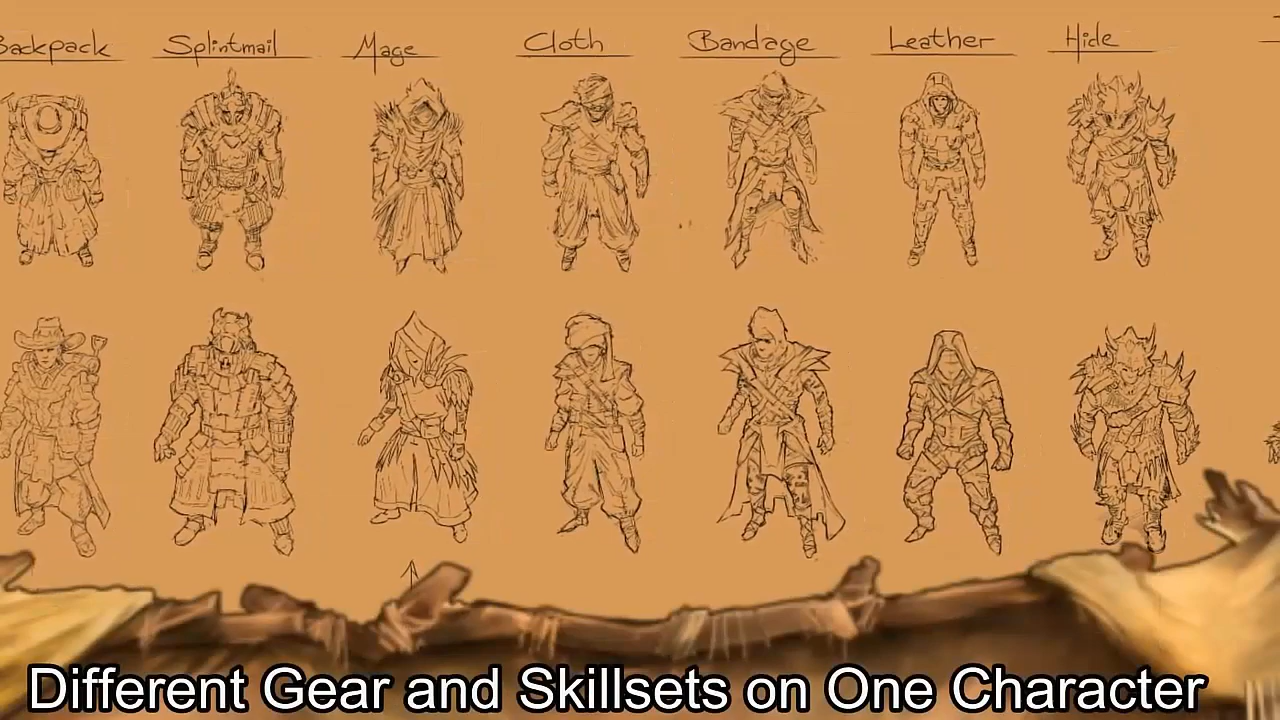 Backpack Splintmail Mage Cloth Bandage Leather Hide
Different Gear and Skillsets on One Character